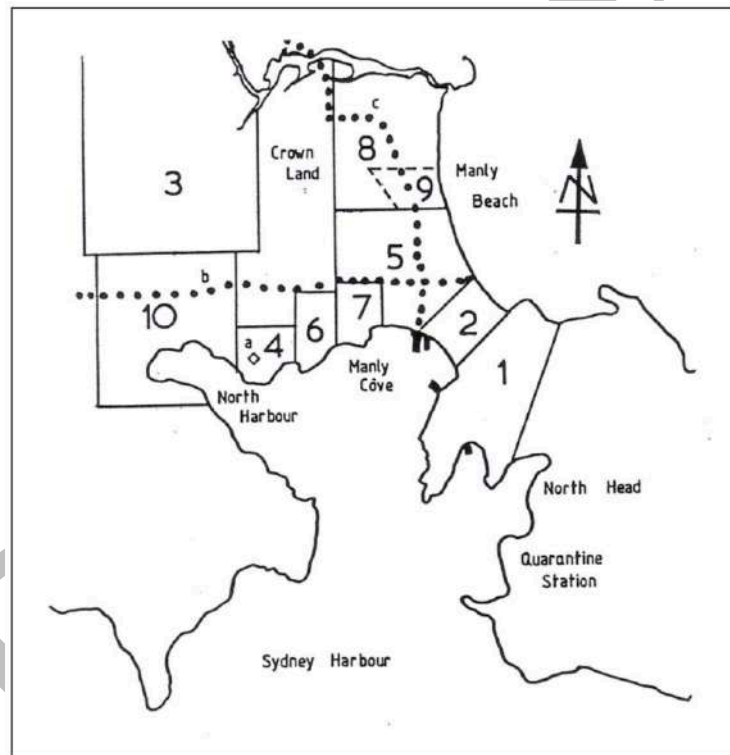 c
8
Crown
Land
3
Manly
9
Beach
N
5
b
10
7
2
6
a
4
1
Manly
Cove
North
Harbour
North Head
Quarantine
Station
Sydney Harbour